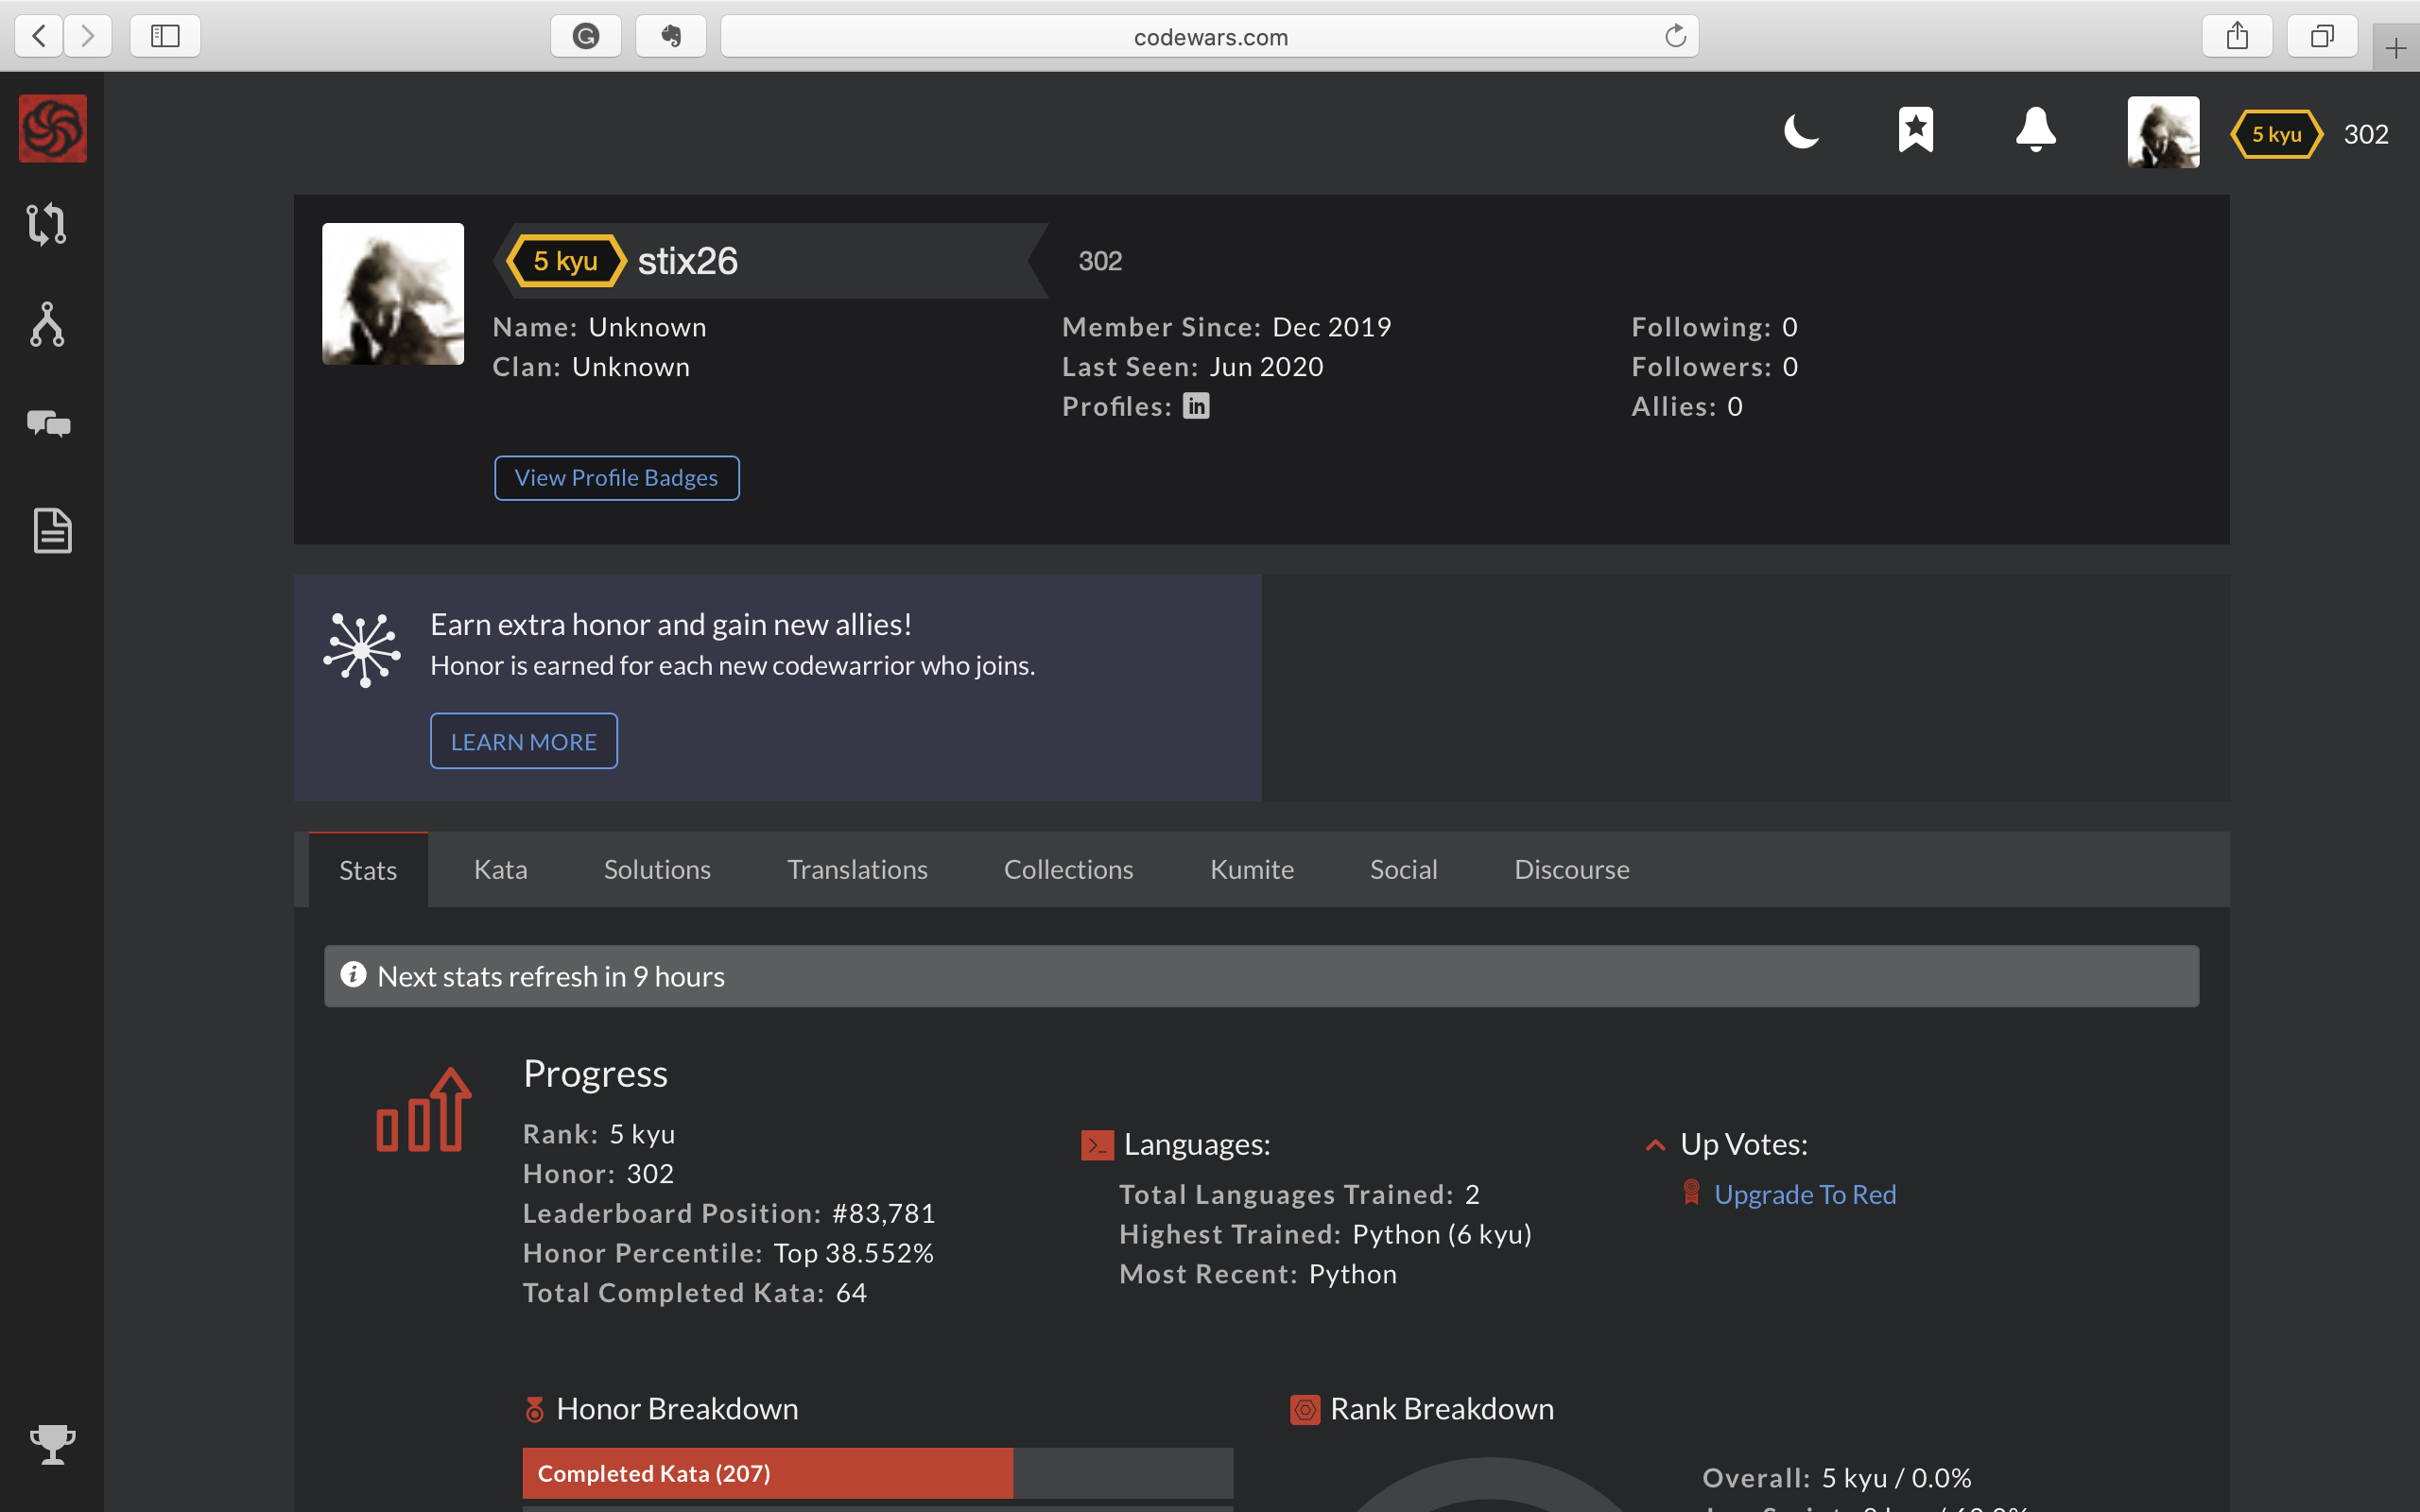 codewars.com
5 kyu 302
5 kyu stix26 302
Name: Unknown
Clan: Unknown
Member Since: Dec 2019
Last Seen: Jun 2020
Profiles: in
Following: 0
Followers: 0
Allies: 0
View Profile Badges
Earn extra honor and gain new allies!
Honor is earned for each new codewarrior who joins.
LEARN MORE
Stats Kata Solutions Translations Collections Kumite Social Discourse
Next stats refresh in 9 hours
Progress
Rank: 5 kyu
Honor: 302
Leaderboard Position: #83,781
Honor Percentile: Top 38.552%
Total Completed Kata: 64
Languages:
Total Languages Trained: 2
Highest Trained: Python (6 kyu)
Most Recent: Python
Up Votes:
Upgrade To Red
Honor Breakdown
Completed Kata (207)
Rank Breakdown
Overall: 5 kyu / 0.0%